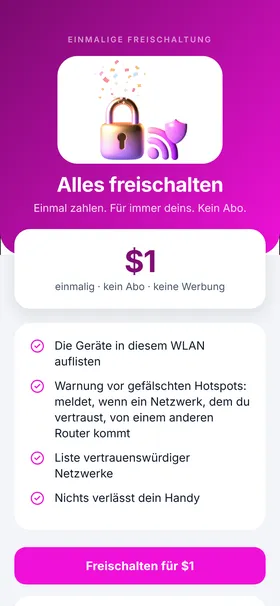 EINMALIGE FREISCHALTUNG
Alles freischalten
Einmal zahlen. Für immer deins. Kein Abo.
$1
einmalig · kein Abo · keine Werbung
Die Geräte in diesem WLAN
auflisten
Warnung vor gefälschten Hotspots:
meldet, wenn ein Netzwerk, dem du
vertraust, von einem anderen
Router kommt
Liste vertrauenswürdiger
Netzwerke
Nichts verlässt dein Handy
Freischalten für $1